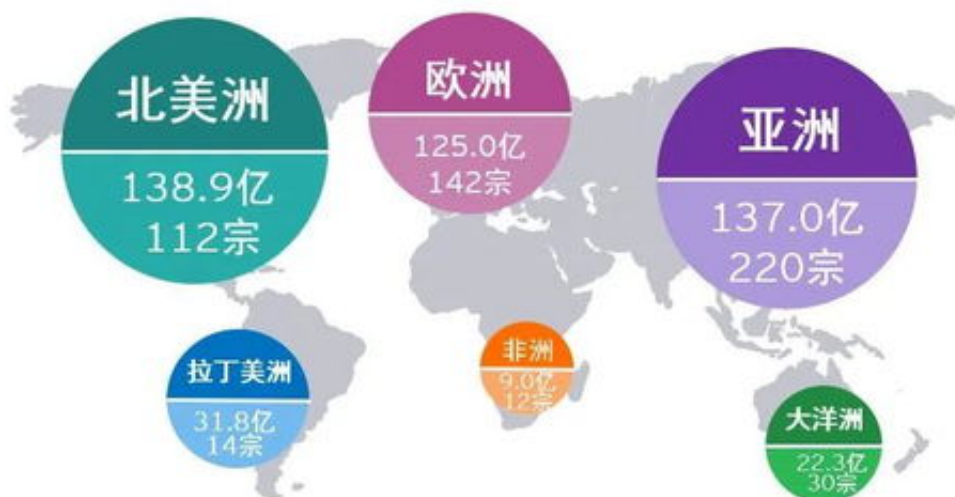 北美洲
138.9亿
112宗
欧洲
125.0亿
142宗
亚洲
137.0亿
220宗
拉丁美洲
31.8亿
14宗
非洲
9.0亿
12宗
大洋洲
22.3亿
30宗